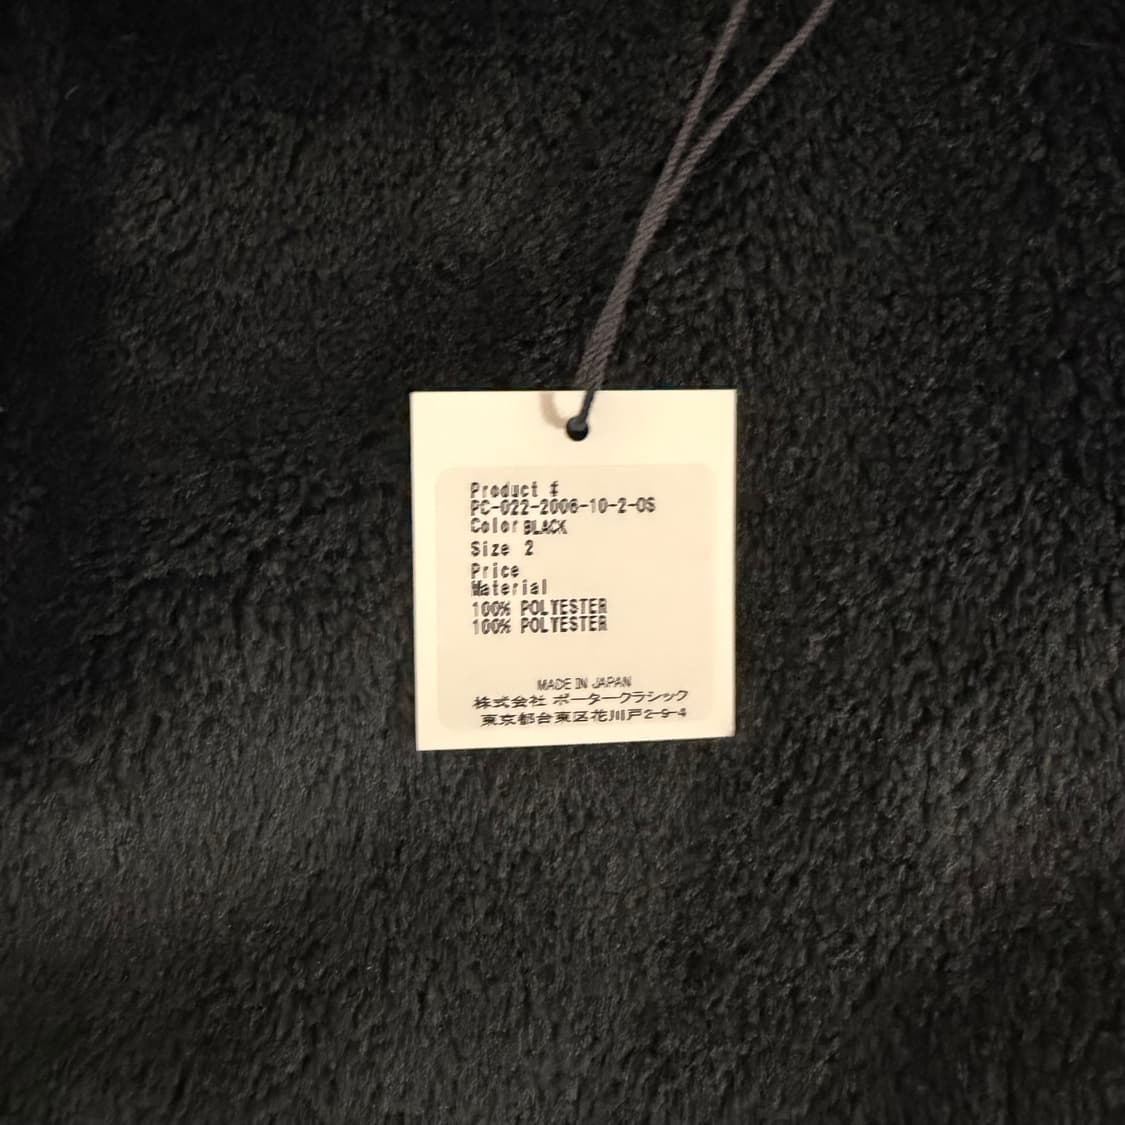 Product #
PC-022-2006-10-2-OS
Color BLACK
Size 2
Price
Material
100% POLYESTER
100% POLYESTER
MADE IN JAPAN
株式会社 ポータークラシック
東京都台東区花川戸2-9-4